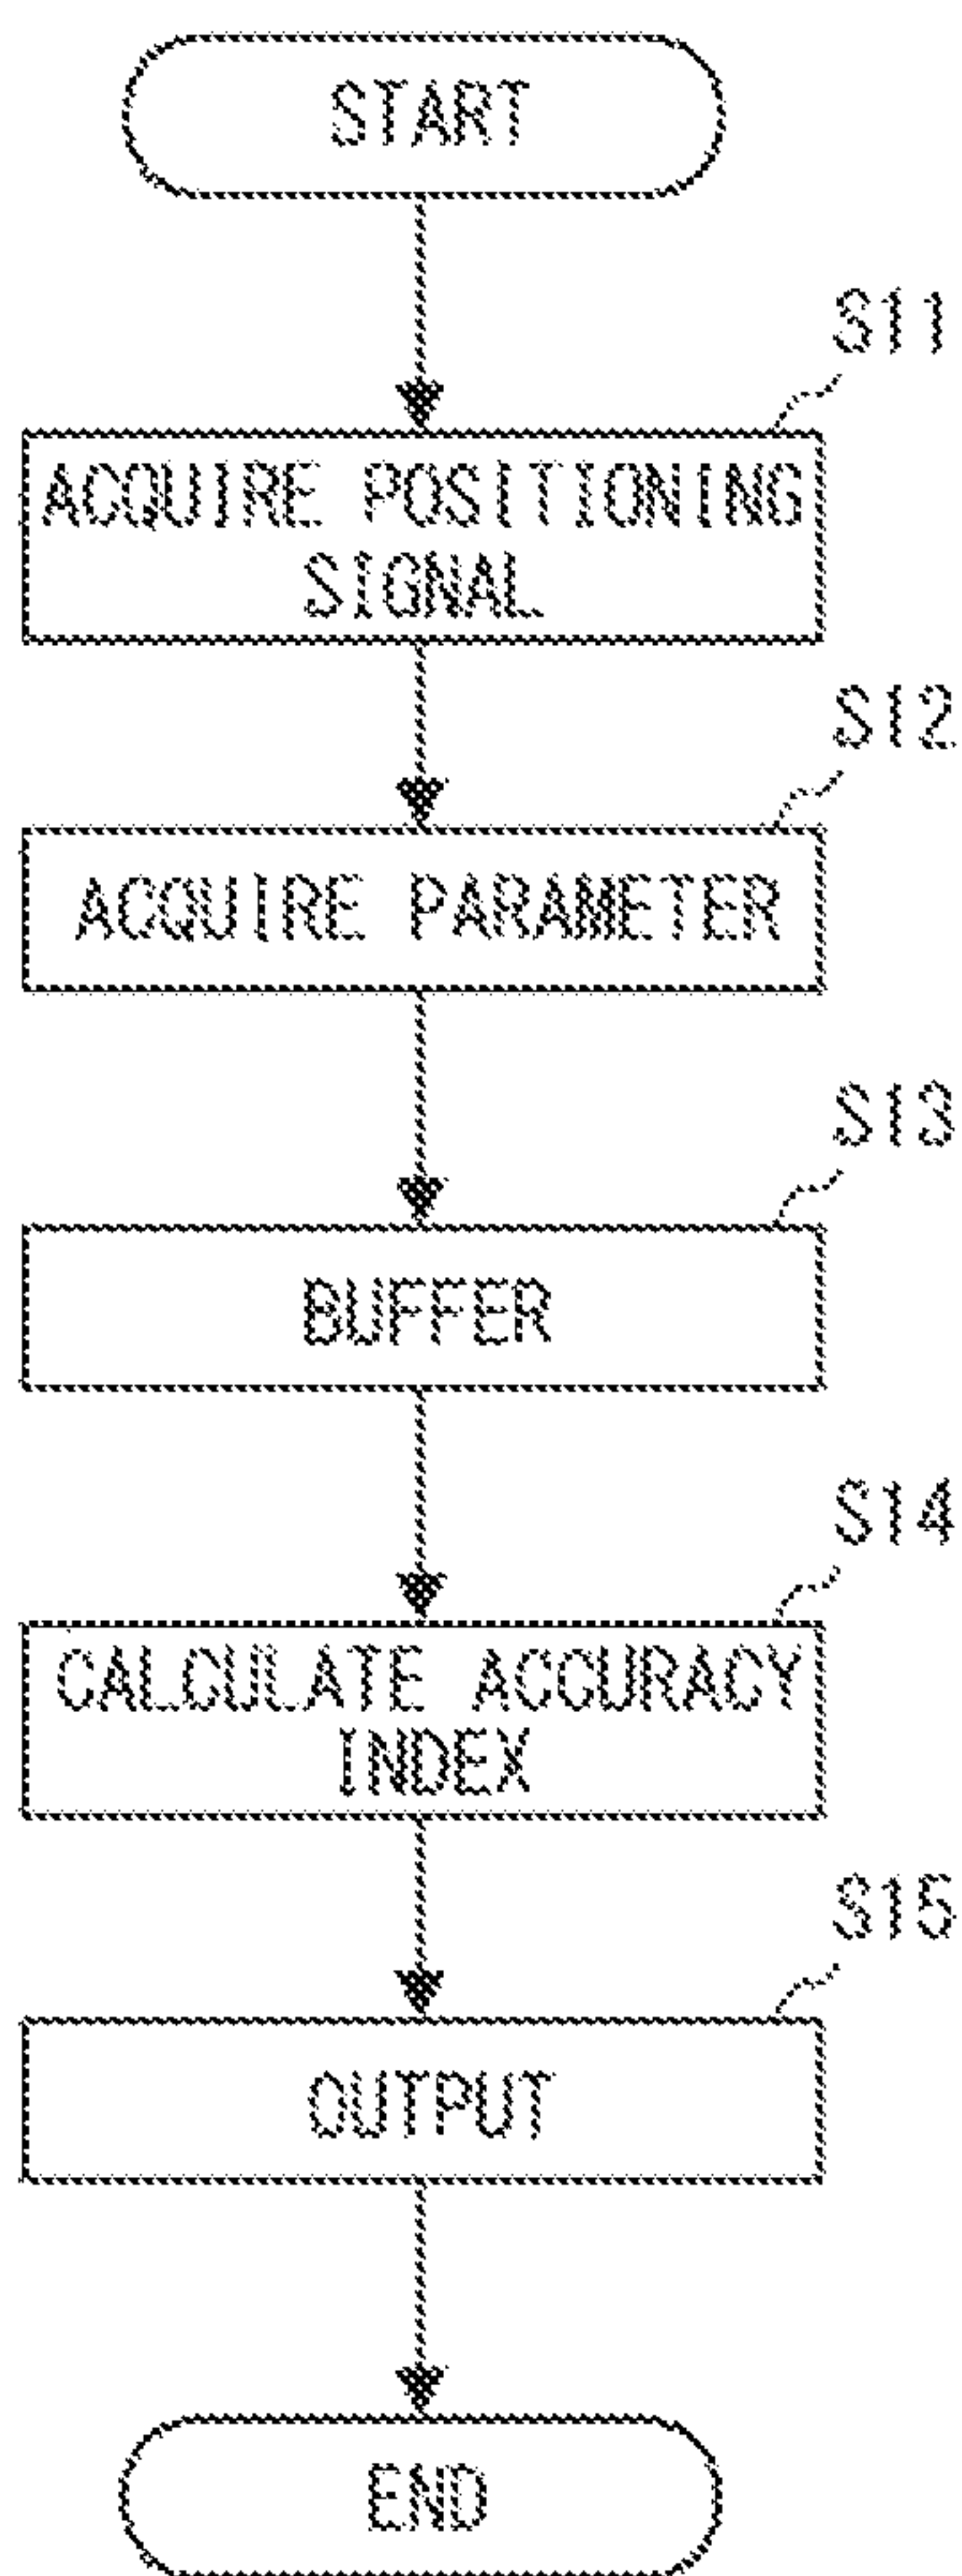 START
S11
ACQUIRE POSITIONING
SIGNAL
S12
ACQUIRE PARAMETER
S13
BUFFER
S14
CALCULATE ACCURACY
INDEX
S15
OUTPUT
END